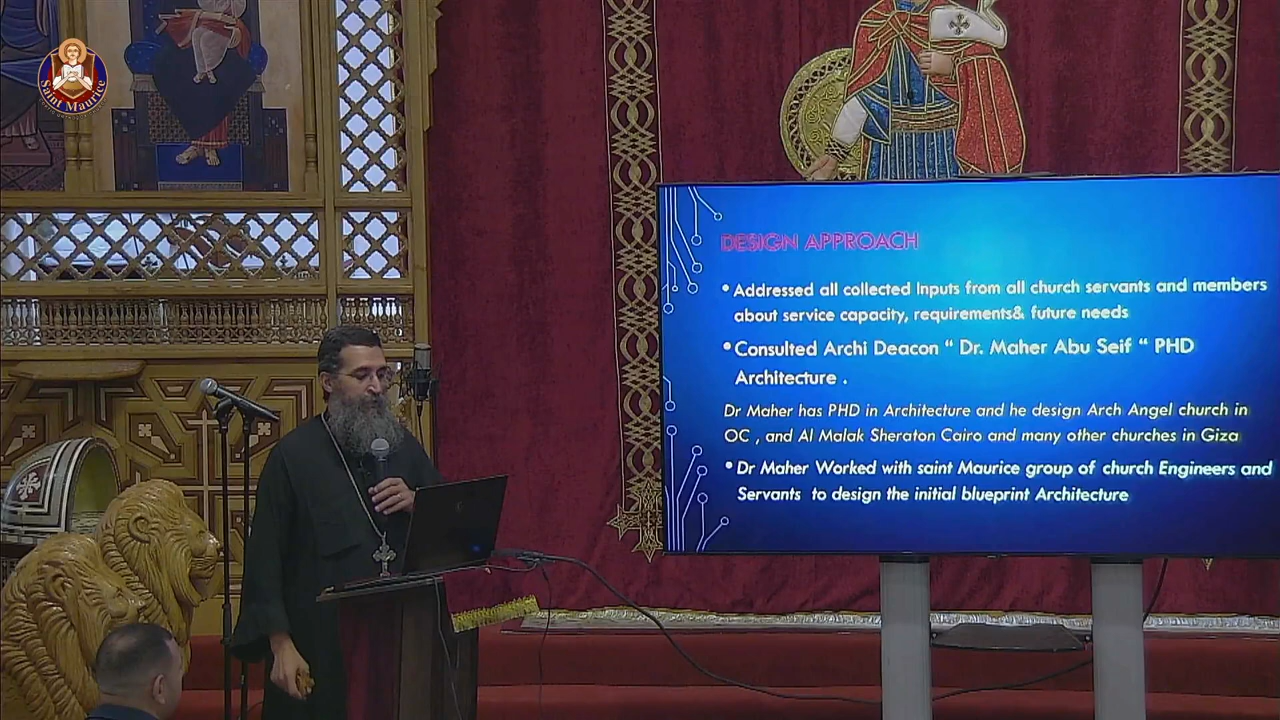 Saint Maurice
DESIGN APPROACH
• Addressed all collected Inputs from all church servants and members
about service capacity, requirements& future needs
• Consulted Archi Deacon “ Dr. Maher Abu Seif “ PHD
Architecture .
Dr Maher has PHD in Architecture and he design Arch Angel church in
OC , and Al Malak Sheraton Cairo and many other churches in Giza
• Dr Maher Worked with saint Maurice group of church Engineers and
Servants to design the initial blueprint Architecture